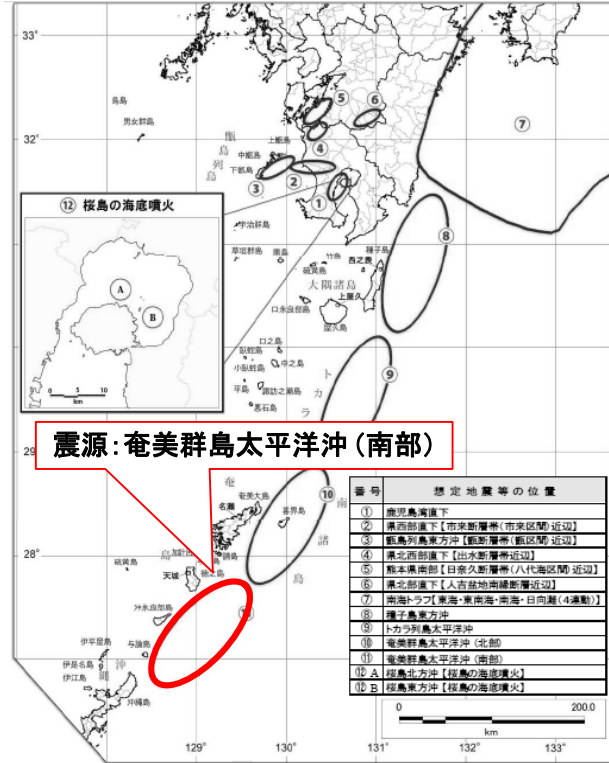 33°
32°
29
28°
129°
130°
131°
132°
133°
⑤
⑥
⑦
④
③
②
①
⑧
⑨
⑩
男女群島
甑島列島
上甑島
中甑島
下甑島
宇治群島
草垣群島
黒島
竹島
硫黄島
種子島
西之表
大隅諸島
上屋久
口永良部島
屋久島
口之島
臥蛇島
小臥蛇島
中之島
平島
諏訪之瀬島
悪石島
トカラ
⑫ 桜島の海底噴火
A
B
0 5 10
km
震源:奄美群島太平洋沖(南部)
奄
南
諸
島
島
奄美大島
名瀬
喜界島
硫黄島
天城
徳之島
沖永良部島
与論島
伊平屋島
伊是名島
伊江島
沖縄島
沖
縄
番号 想定地震等の位置
① 鹿児島湾直下
② 県西部直下【市来断層帯(市来区間)近辺】
③ 甑島列島東方沖【甑断層帯(甑区間)近辺】
④ 県北西部直下【出水断層帯近辺】
⑤ 熊本県南部【日奈久断層帯(八代海区間)近辺】
⑥ 県北部直下【人吉盆地南縁断層近辺】
⑦ 南海トラフ【東海・東南海・南海・日向灘(4連動)】
⑧ 種子島東方沖
⑨ トカラ列島太平洋沖
⑩ 奄美群島太平洋沖(北部)
⑪ 奄美群島太平洋沖(南部)
⑫A 桜島北方沖【桜島の海底噴火】
⑫B 桜島東方沖【桜島の海底噴火】
0 200.0
km